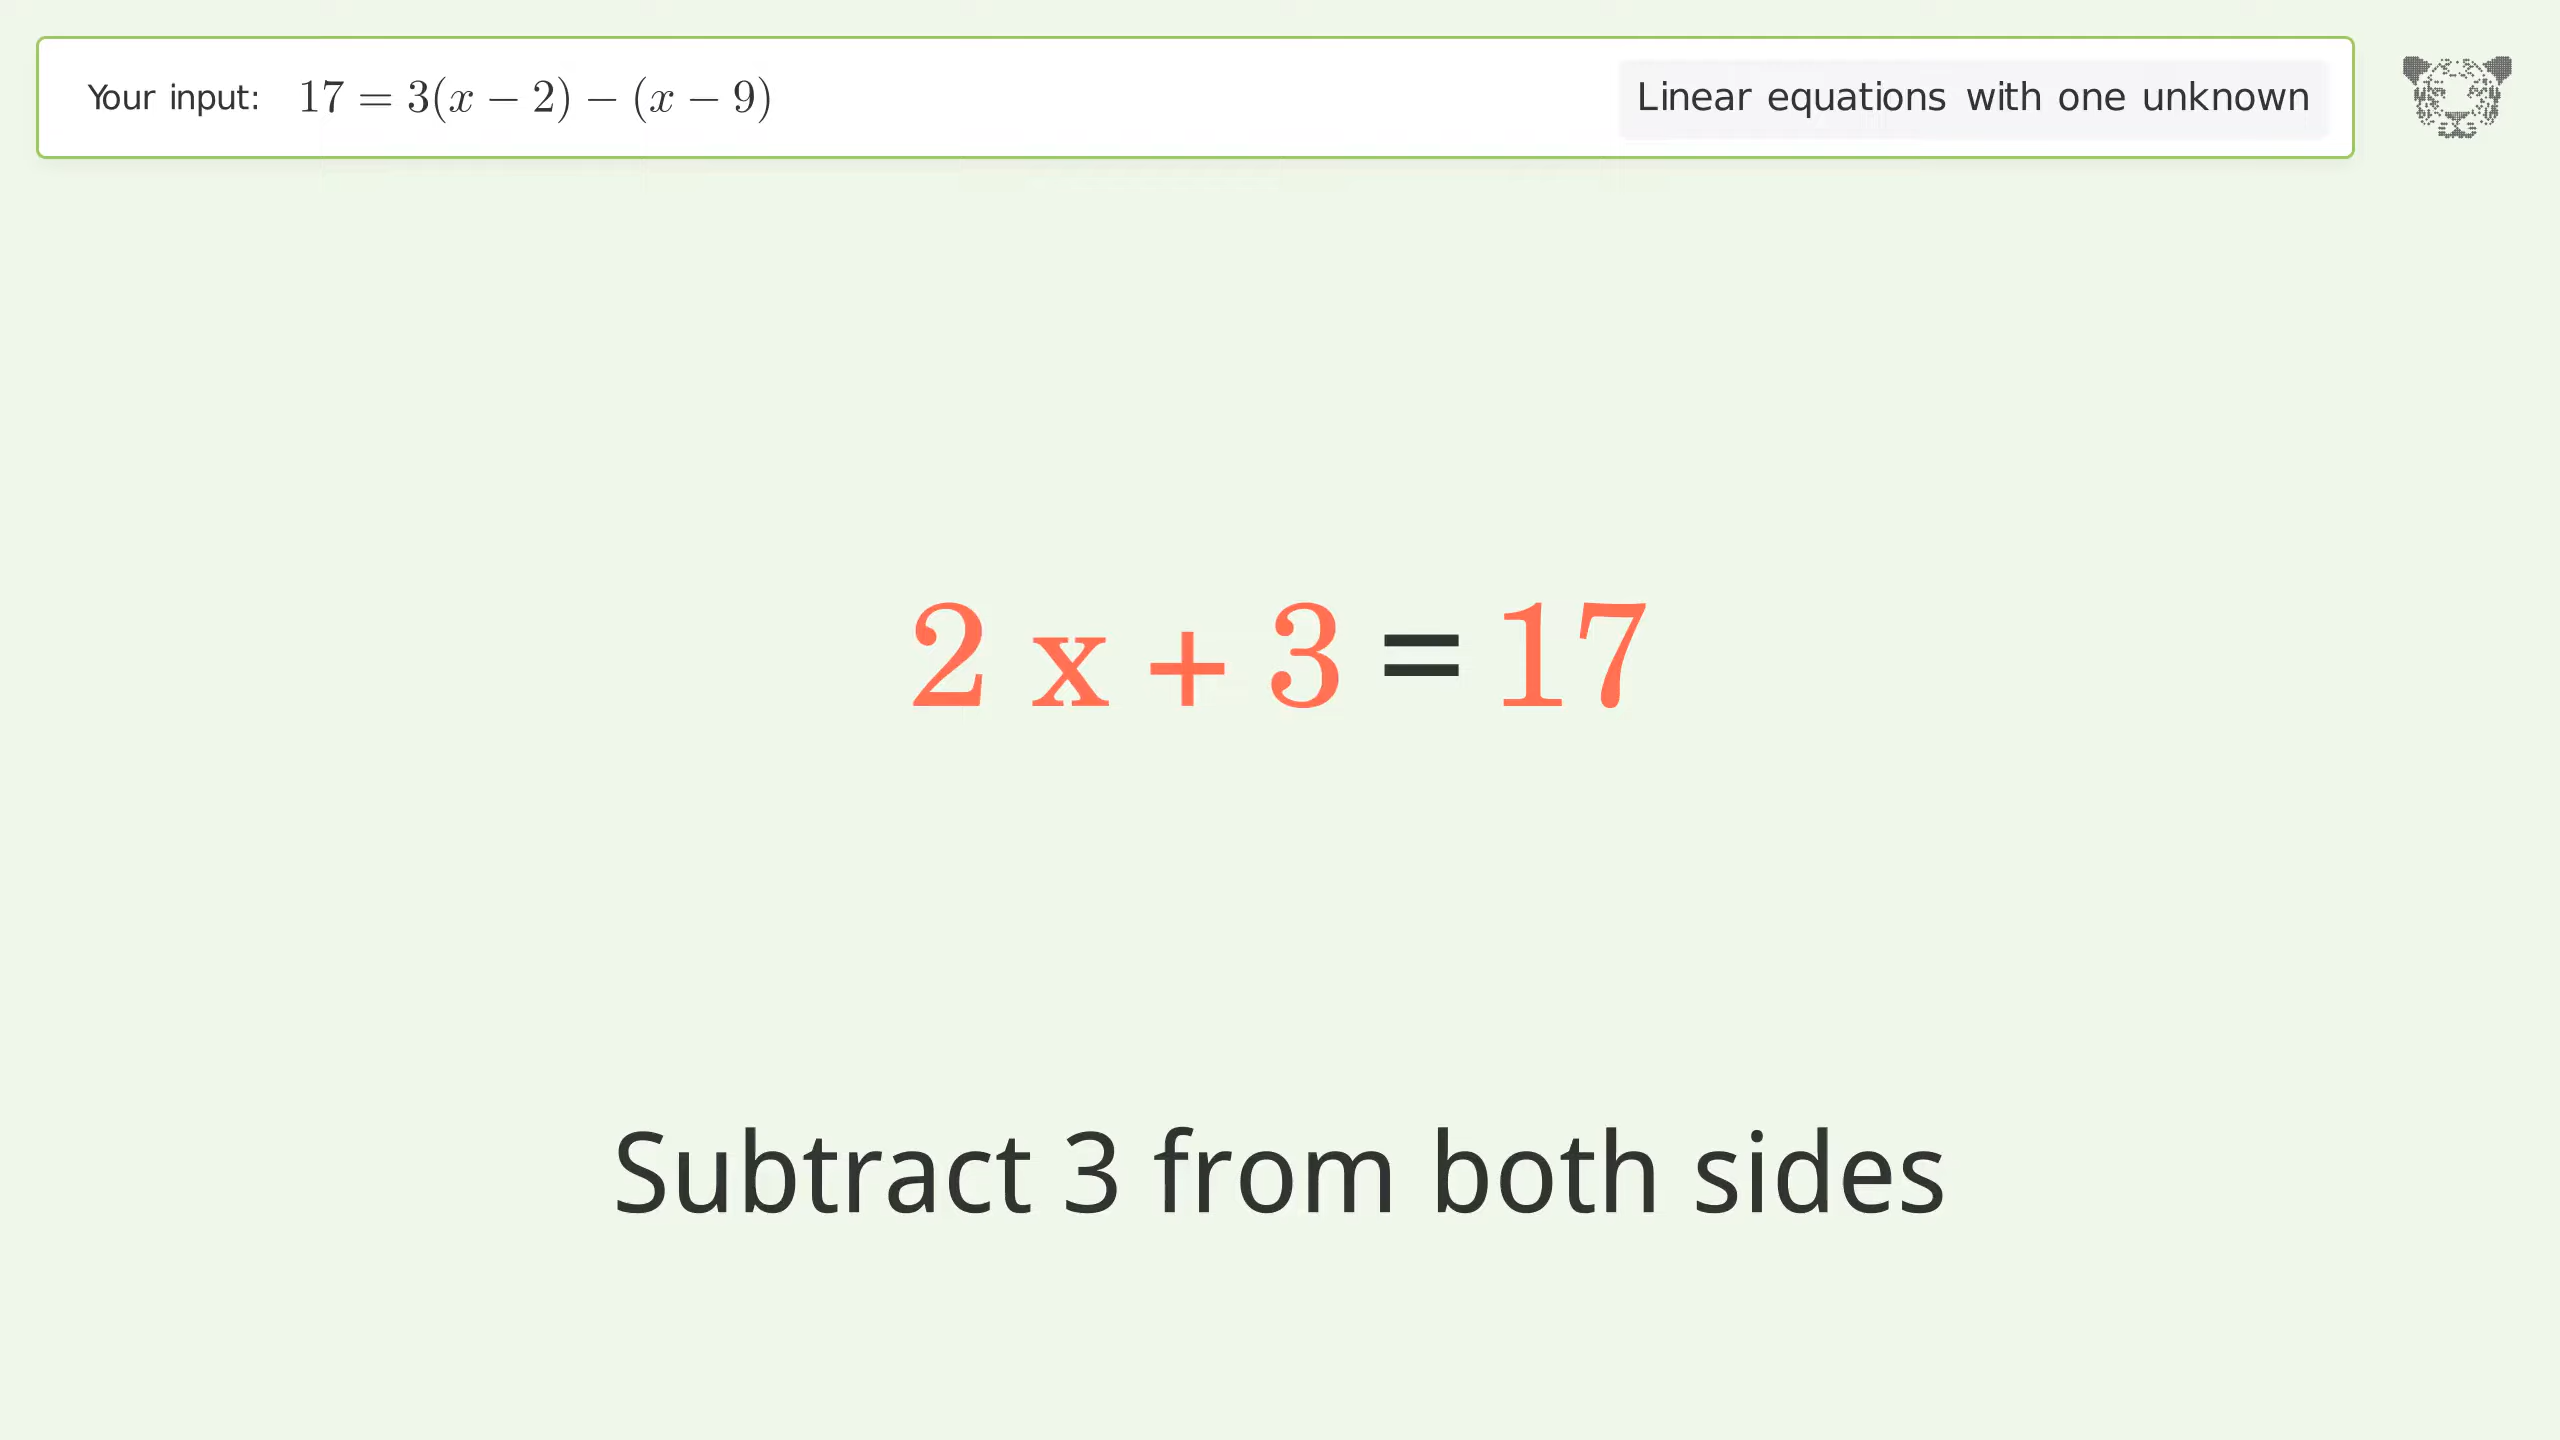 Your input: 17 = 3(x − 2) − (x − 9)
Linear equations with one unknown
2 x + 3 = 17
Subtract 3 from both sides